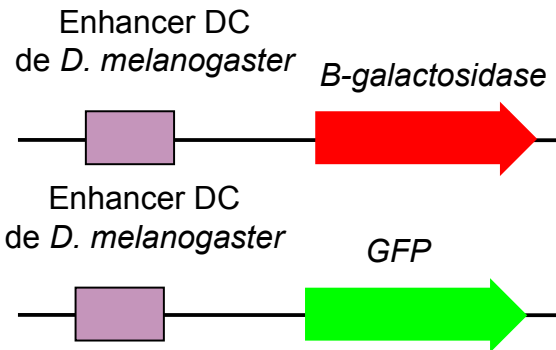 Enhancer DC
de D. melanogaster
B-galactosidase
Enhancer DC
de D. melanogaster
GFP